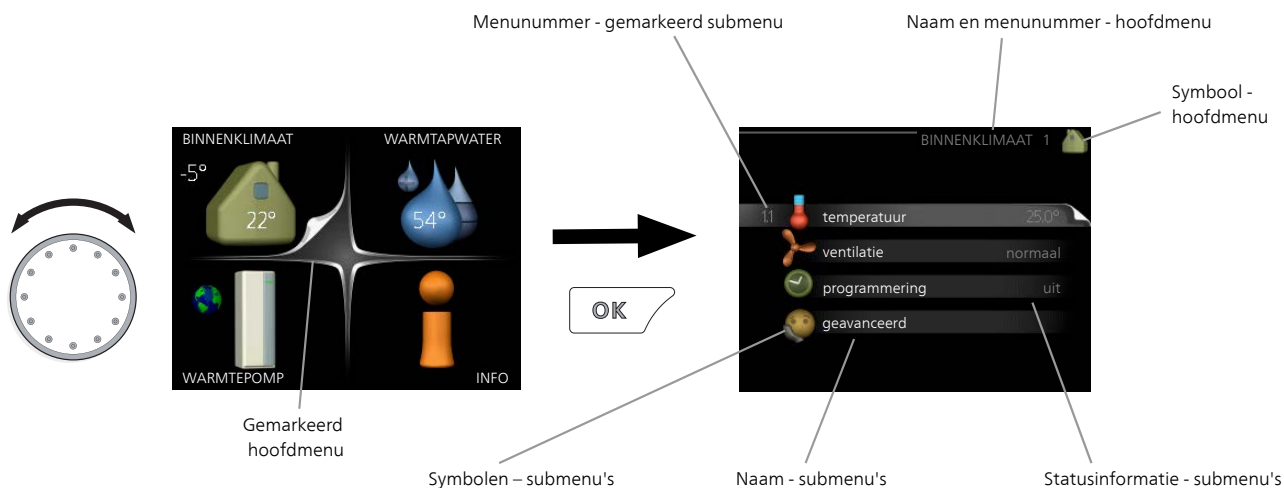 Menunummer - gemarkeerd submenu
Naam en menunummer - hoofdmenu
Symbool -
hoofdmenu
BINNENKLIMAAT
WARMTAPWATER
-5°
22°
54°
WARMTEPOMP
INFO
Gemarkeerd
hoofdmenu
OK
BINNENKLIMAAT 1
1.1 temperatuur 25.0°
ventilatie normaal
programmering uit
geavanceerd
Symbolen – submenu's
Naam - submenu's
Statusinformatie - submenu's